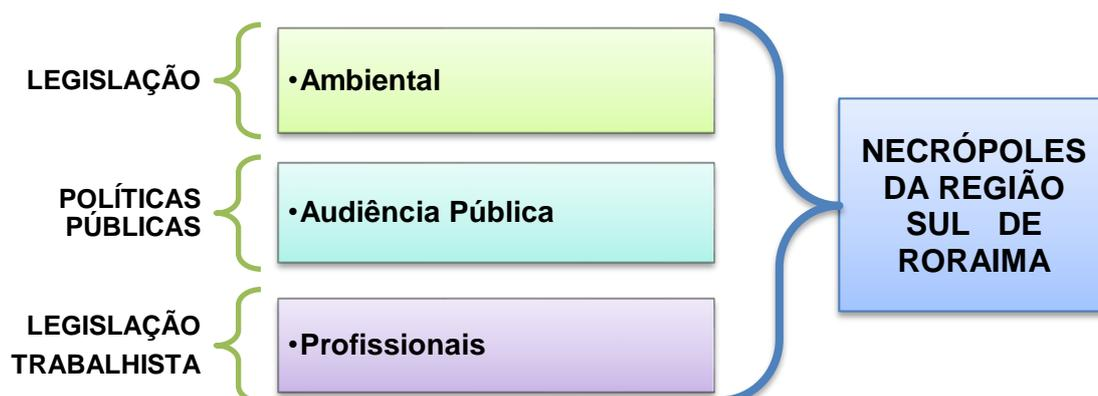 LEGISLAÇÃO
•Ambiental
POLÍTICAS
PÚBLICAS
•Audiência Pública
LEGISLAÇÃO
TRABALHISTA
•Profissionais
NECRÓPOLES
DA REGIÃO
SUL DE
RORAIMA